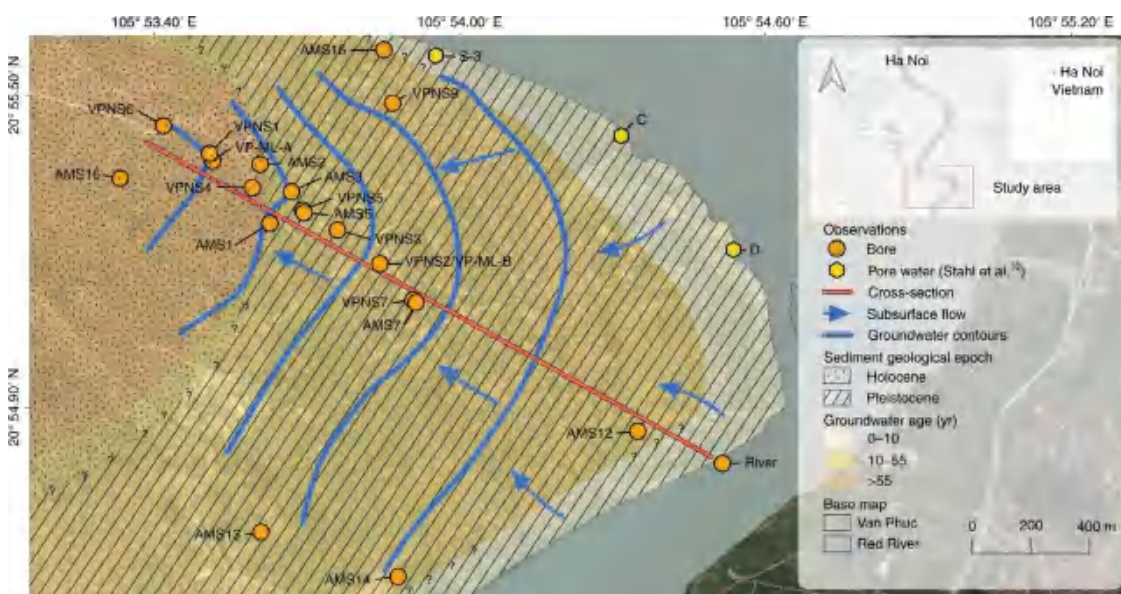 105° 53.40′ E
105° 54.00′ E
105° 54.60′ E
105° 55.20′ E
20° 55.50′ N
20° 54.90′ N
AMS15
S-3
VPNS9
C
VPNS6
VPNS1
VP-ML-A
AMS2
AMS16
VPNS4
AMS3
VPNS5
AMS5
AMS1
VPNS3
D
VPNS2/VP-ML-B
VPNS7
AMS7
AMS12
River
AMS13
AMS14
?
?
?
?
?
?
?
?
?
?
?
?
Ha Noi
Ha Noi
Vietnam
Study area
Observations
Bore
Pore water (Stahl et al.¹⁵)
Cross-section
Subsurface flow
Groundwater contours
Sediment geological epoch
Holocene
Pleistocene
Groundwater age (yr)
0–10
10–55
>55
Base map
Van Phuc
Red River
0 200 400 m